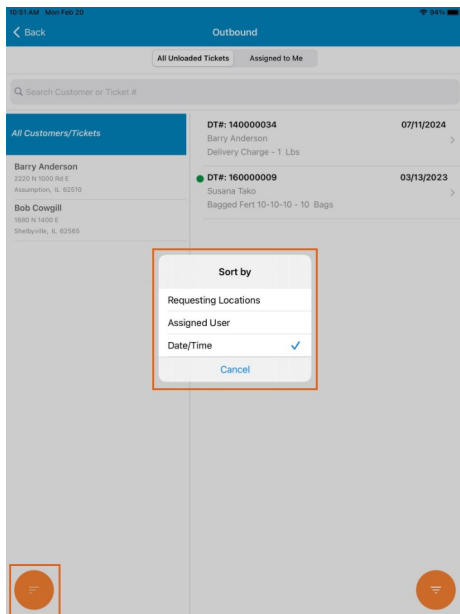 10:51 AM Mon Feb 20
94%
Back
Outbound
All Unloaded Tickets
Assigned to Me
Search Customer or Ticket #
All Customers/Tickets
Barry Anderson
2220 N 1000 Rd E
Assumption, IL 62510
Bob Cowgill
1680 N 1400 E
Shelbyville, IL 62565
DT#: 140000034
07/11/2024
Barry Anderson
Delivery Charge - 1 Lbs
DT#: 160000009
03/13/2023
Susana Tako
Bagged Fert 10-10-10 - 10 Bags
Sort by
Requesting Locations
Assigned User
Date/Time
Cancel